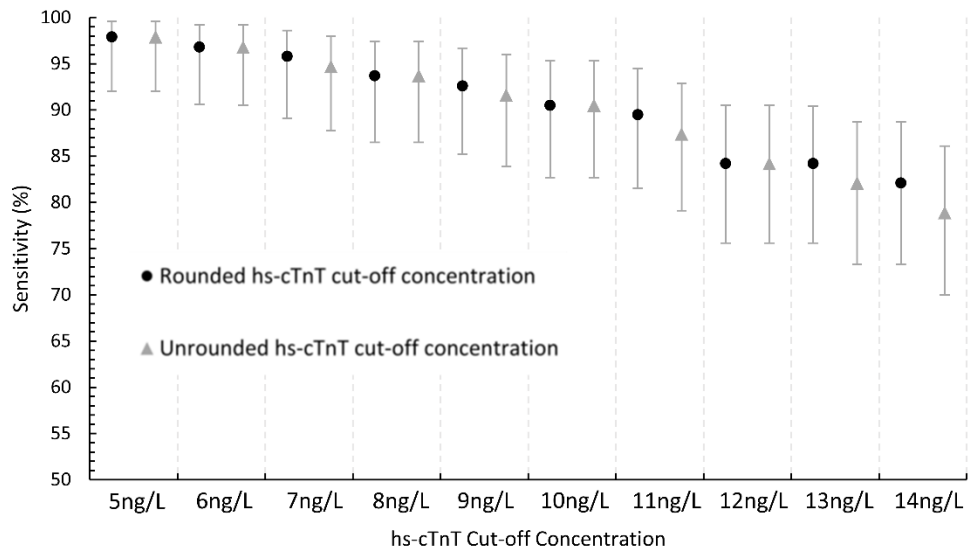 100
95
90
85
80
75
70
65
60
55
50
Sensitivity (%)
Rounded hs-cTnT cut-off concentration
Unrounded hs-cTnT cut-off concentration
5ng/L 6ng/L 7ng/L 8ng/L 9ng/L 10ng/L 11ng/L 12ng/L 13ng/L 14ng/L
hs-cTnT Cut-off Concentration